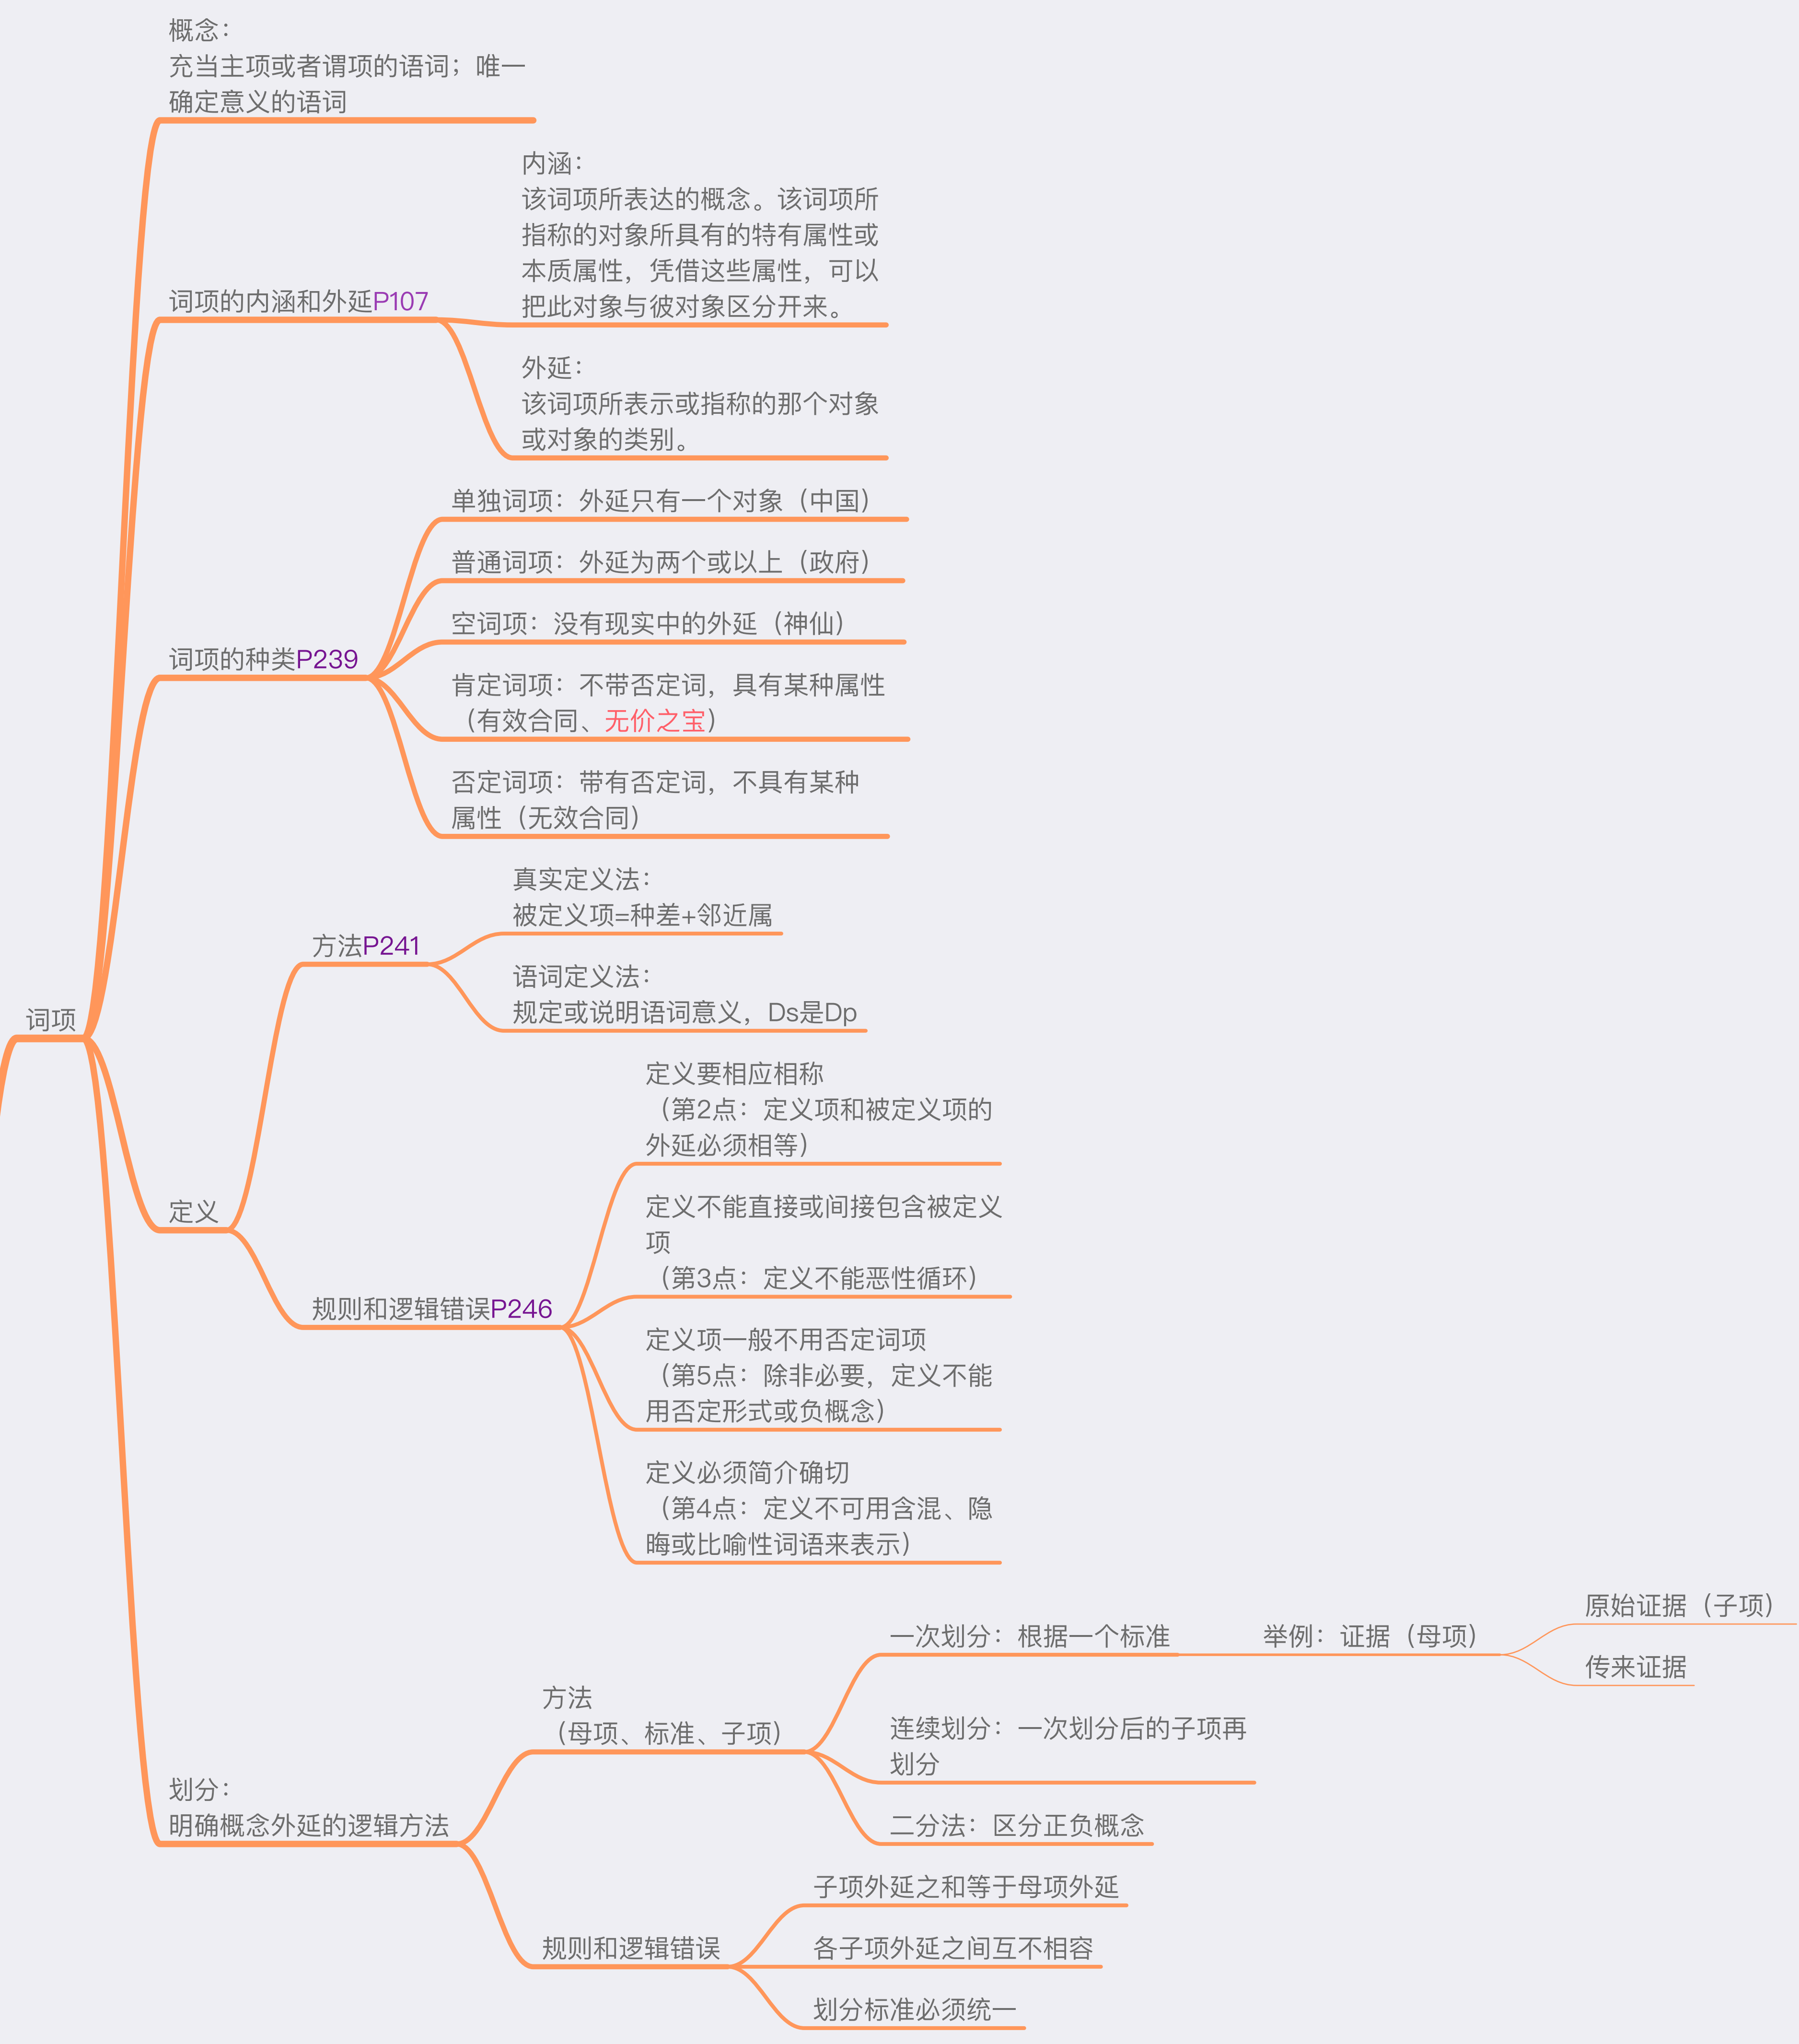 概念：
充当主项或者谓项的语词；唯一
确定意义的语词
词项的内涵和外延P107
内涵：
该词项所表达的概念。该词项所
指称的对象所具有的特有属性或
本质属性，凭借这些属性，可以
把此对象与彼对象区分开来。
外延：
该词项所表示或指称的那个对象
或对象的类别。
词项的种类P239
单独词项：外延只有一个对象（中国）
普通词项：外延为两个或以上（政府）
空词项：没有现实中的外延（神仙）
肯定词项：不带否定词，具有某种属性
（有效合同、无价之宝）
否定词项：带有否定词，不具有某种
属性（无效合同）
词项
定义
方法P241
真实定义法：
被定义项=种差+邻近属
语词定义法：
规定或说明语词意义，Ds是Dp
规则和逻辑错误P246
定义要相应相称
（第2点：定义项和被定义项的
外延必须相等）
定义不能直接或间接包含被定义
项
（第3点：定义不能恶性循环）
定义项一般不用否定词项
（第5点：除非必要，定义不能
用否定形式或负概念）
定义必须简介确切
（第4点：定义不可用含混、隐
晦或比喻性词语来表示）
划分：
明确概念外延的逻辑方法
方法
（母项、标准、子项）
一次划分：根据一个标准
举例：证据（母项）
原始证据（子项）
传来证据
连续划分：一次划分后的子项再
划分
二分法：区分正负概念
规则和逻辑错误
子项外延之和等于母项外延
各子项外延之间互不相容
划分标准必须统一